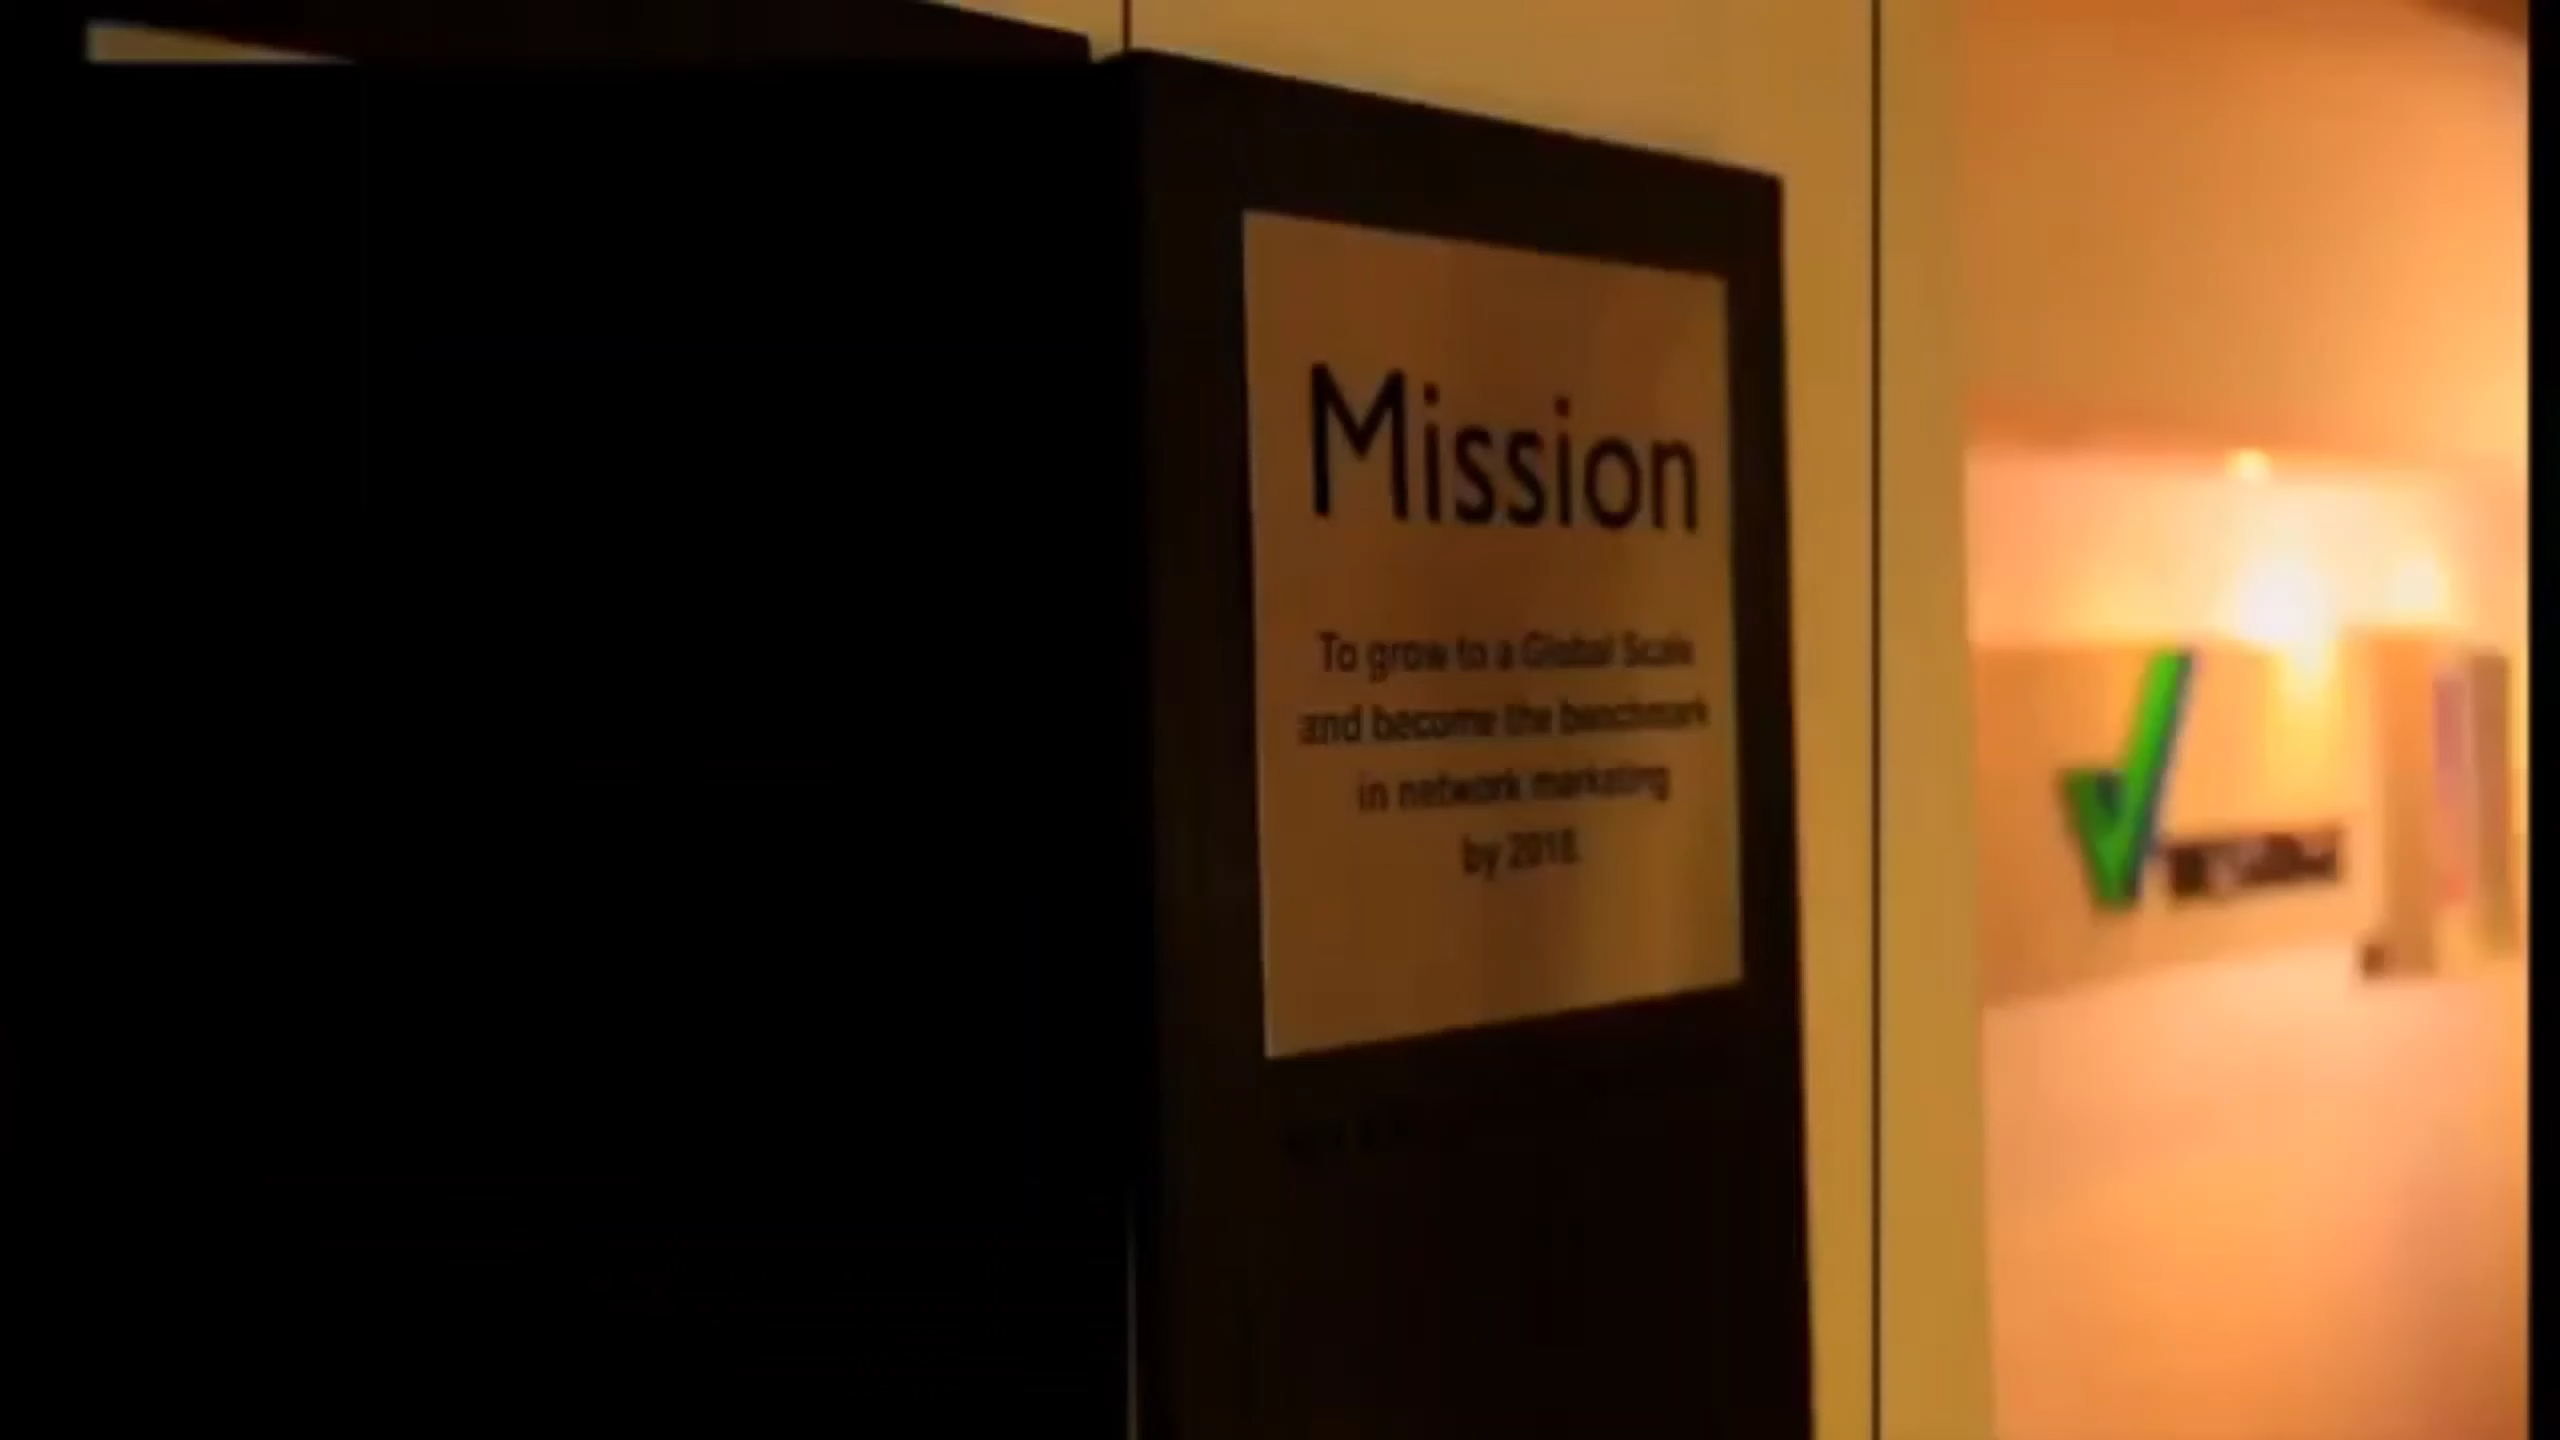 Mission
To grow to a Global Scale
and become the benchmark
in network marketing
by 2018.